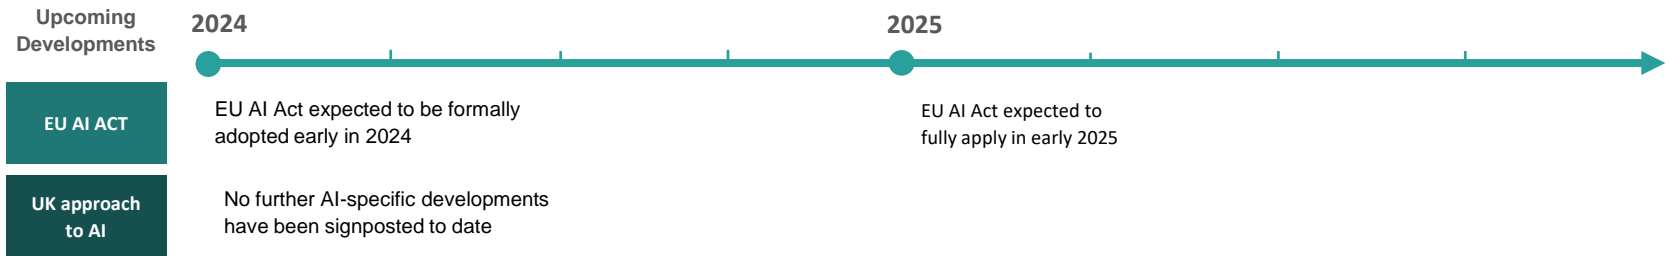 Upcoming
Developments
2024
2025
EU AI ACT
EU AI Act expected to be formally
adopted early in 2024
EU AI Act expected to
fully apply in early 2025
UK approach
to AI
No further AI-specific developments
have been signposted to date